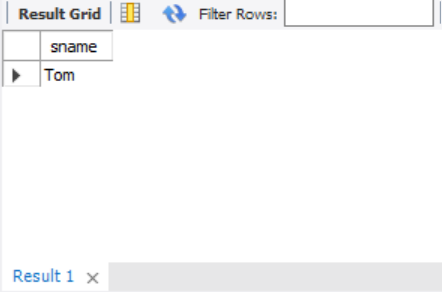 Result Grid Filter Rows:
sname
Tom
Result 1 ×